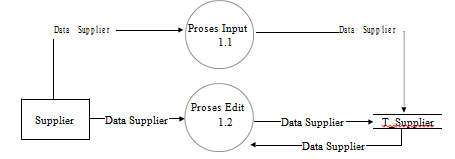 Data Supplier
Proses Input
1.1
Data Supplier
Supplier
Data Supplier
Proses Edit
1.2
Data Supplier
T_Supplier
Data Supplier